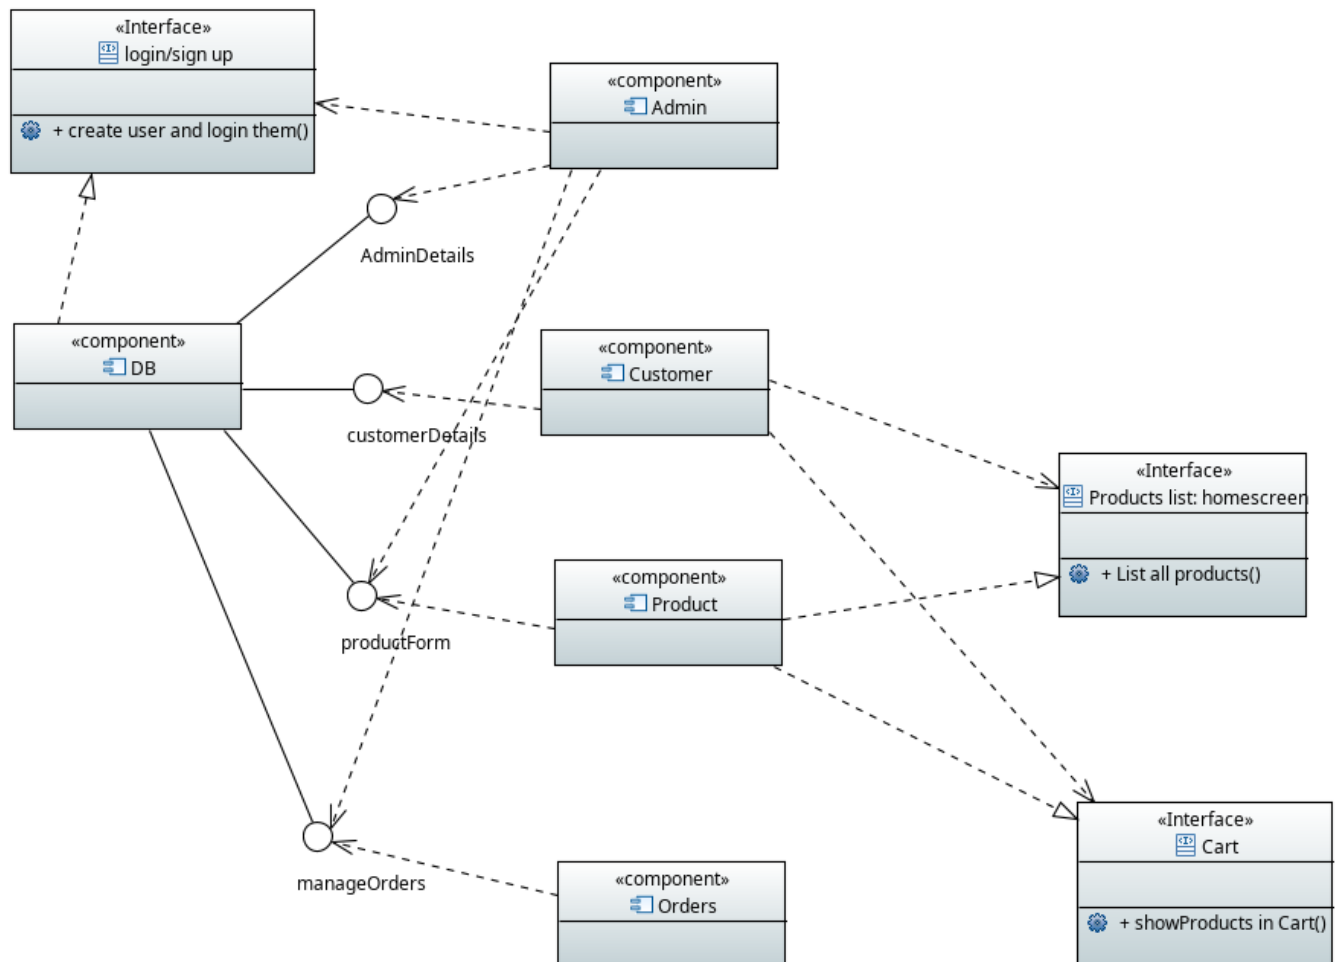 «Interface»
login/sign up
+ create user and login them()
«component»
Admin
AdminDetails
«component»
DB
«component»
Customer
customerDetails
«Interface»
Products list: homescreen
+ List all products()
«component»
Product
productForm
«Interface»
Cart
+ showProducts in Cart()
manageOrders
«component»
Orders